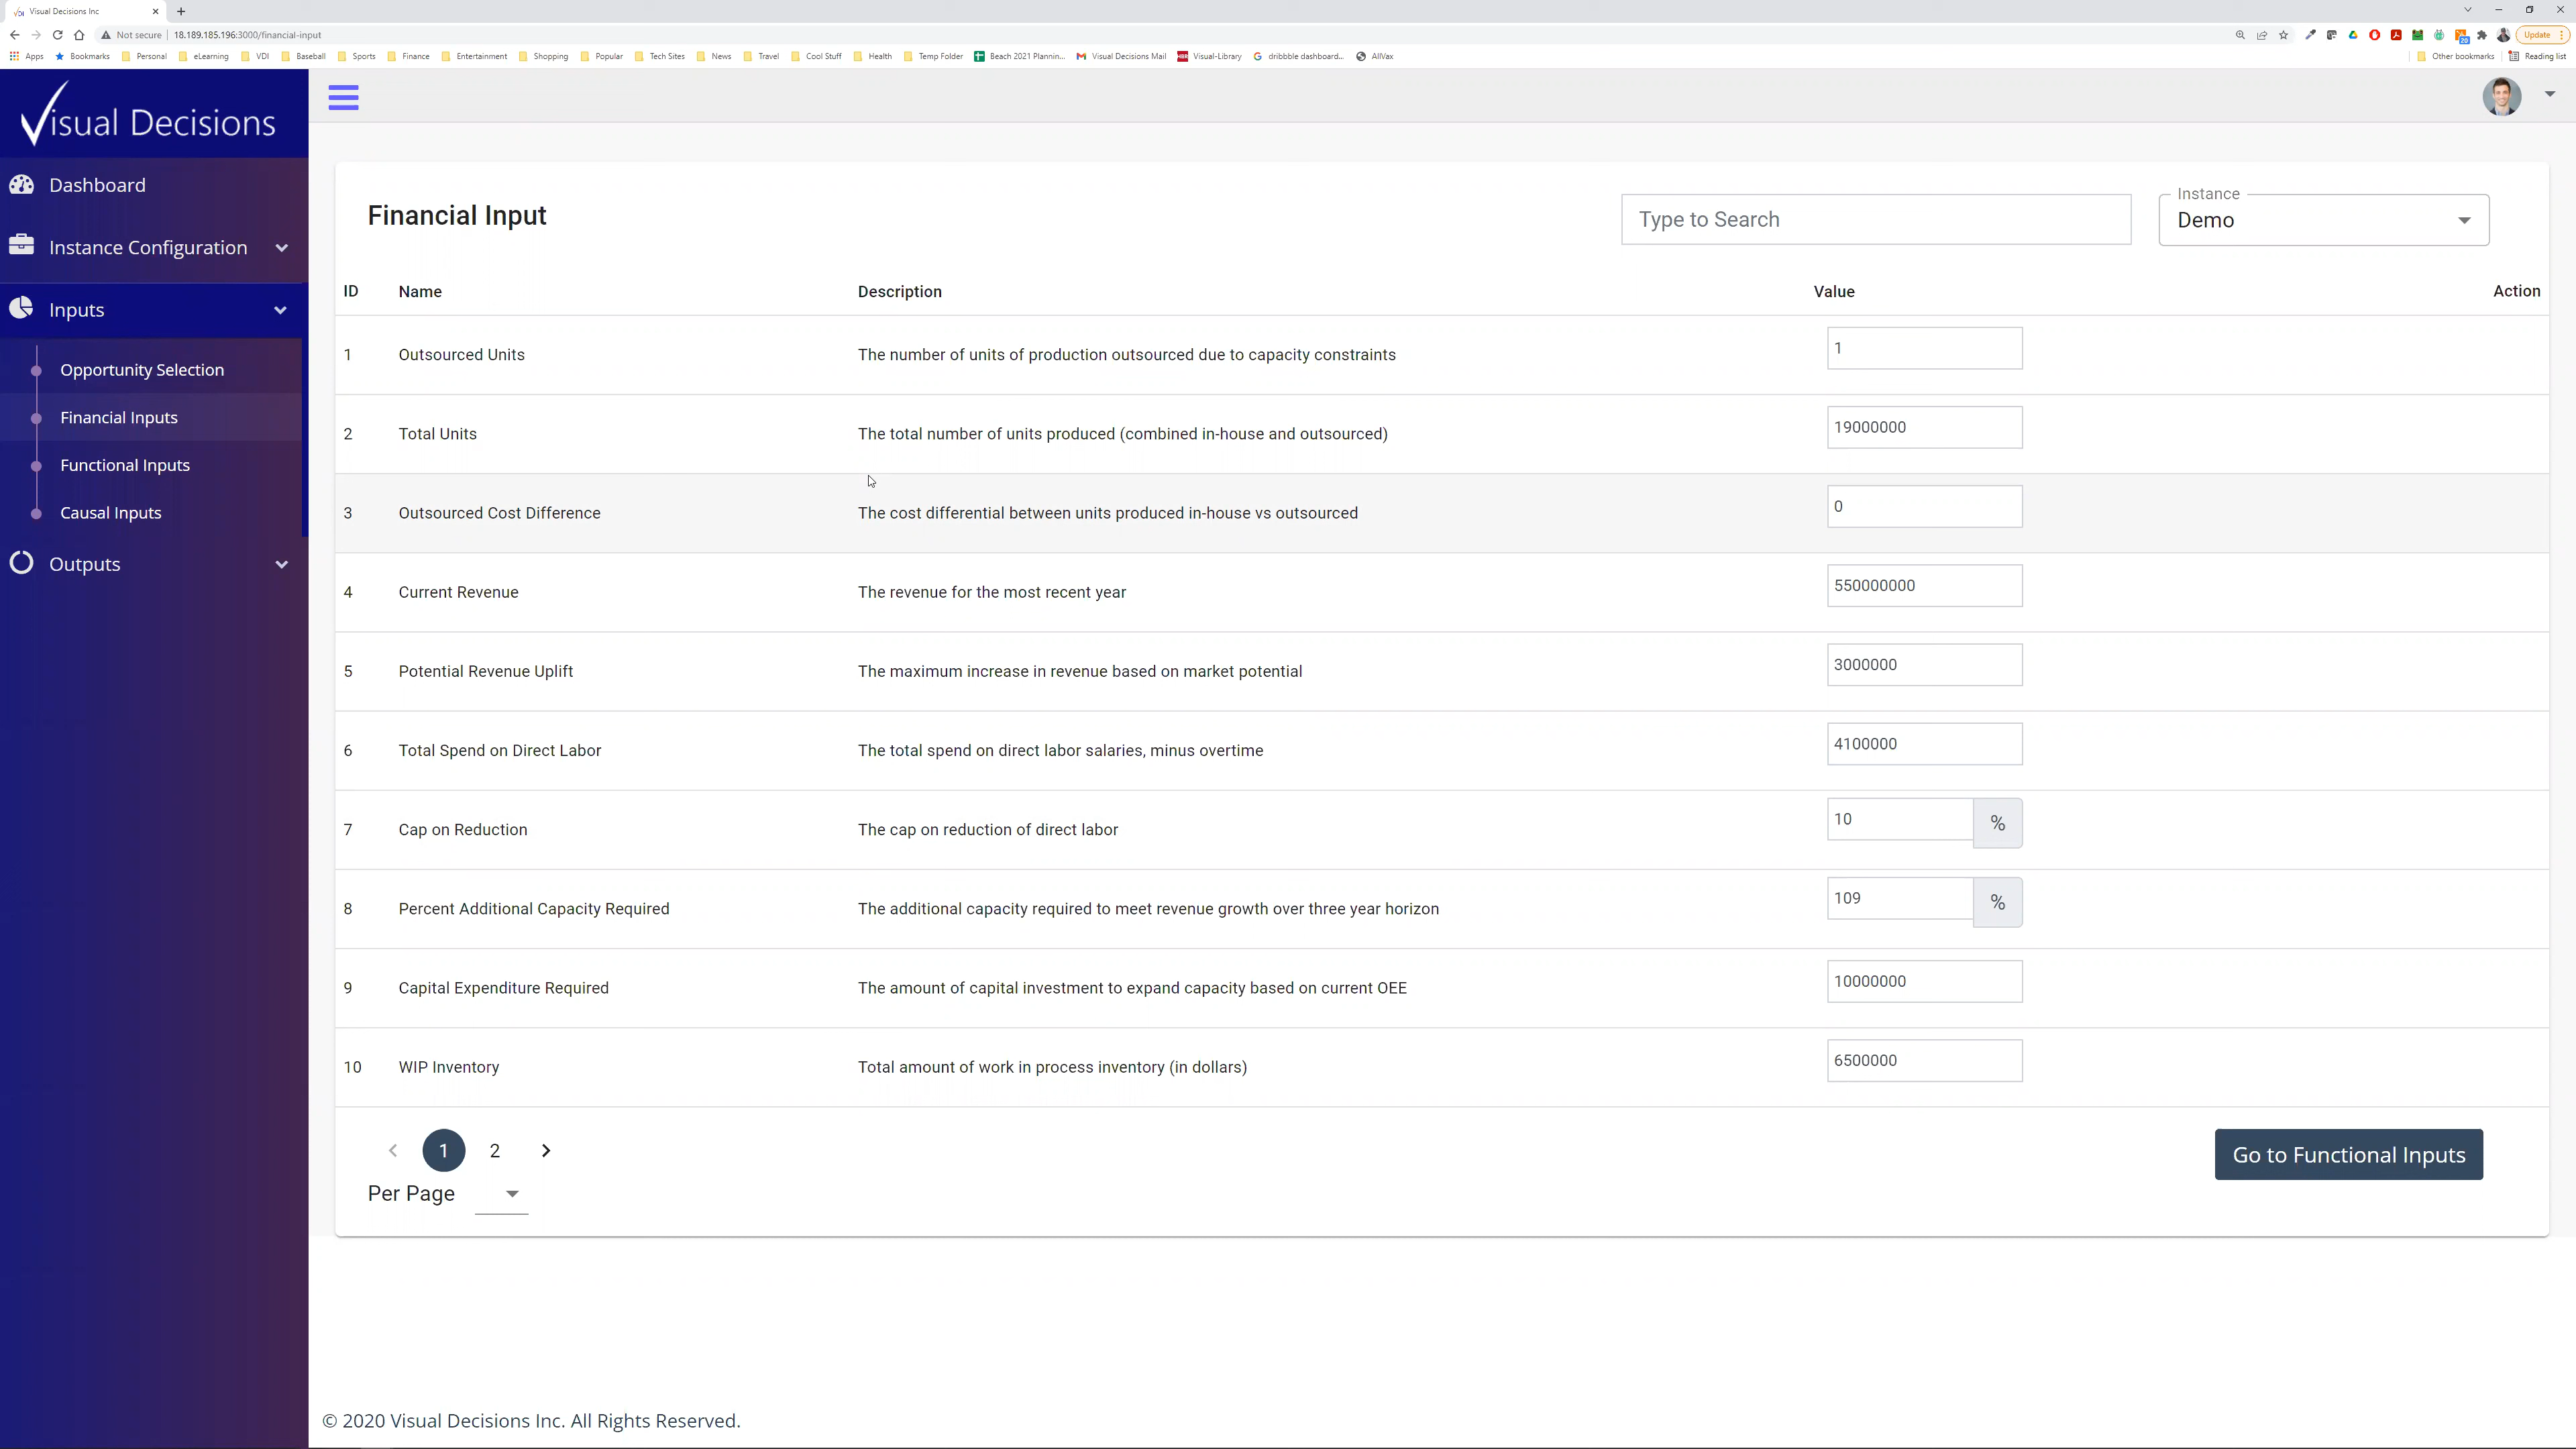 Visual Decisions Inc
Not secure 18.189.185.196:3000/financial-input
Update
Apps Bookmarks Personal eLearning VDI Baseball Sports Finance Entertainment Shopping Popular Tech Sites News Travel Cool Stuff Health Temp Folder Beach 2021 Plannin... Visual Decisions Mail Visual-Library dribbble dashboard... AllVax Other bookmarks Reading list
Visual Decisions
Dashboard
Instance Configuration
Inputs
Opportunity Selection
Financial Inputs
Functional Inputs
Causal Inputs
Outputs
Financial Input
Type to Search
Instance
Demo
ID Name Description Value Action
1 Outsourced Units The number of units of production outsourced due to capacity constraints 1
2 Total Units The total number of units produced (combined in-house and outsourced) 19000000
3 Outsourced Cost Difference The cost differential between units produced in-house vs outsourced 0
4 Current Revenue The revenue for the most recent year 550000000
5 Potential Revenue Uplift The maximum increase in revenue based on market potential 3000000
6 Total Spend on Direct Labor The total spend on direct labor salaries, minus overtime 4100000
7 Cap on Reduction The cap on reduction of direct labor 10 %
8 Percent Additional Capacity Required The additional capacity required to meet revenue growth over three year horizon 109 %
9 Capital Expenditure Required The amount of capital investment to expand capacity based on current OEE 10000000
10 WIP Inventory Total amount of work in process inventory (in dollars) 6500000
1 2
Go to Functional Inputs
Per Page
© 2020 Visual Decisions Inc. All Rights Reserved.